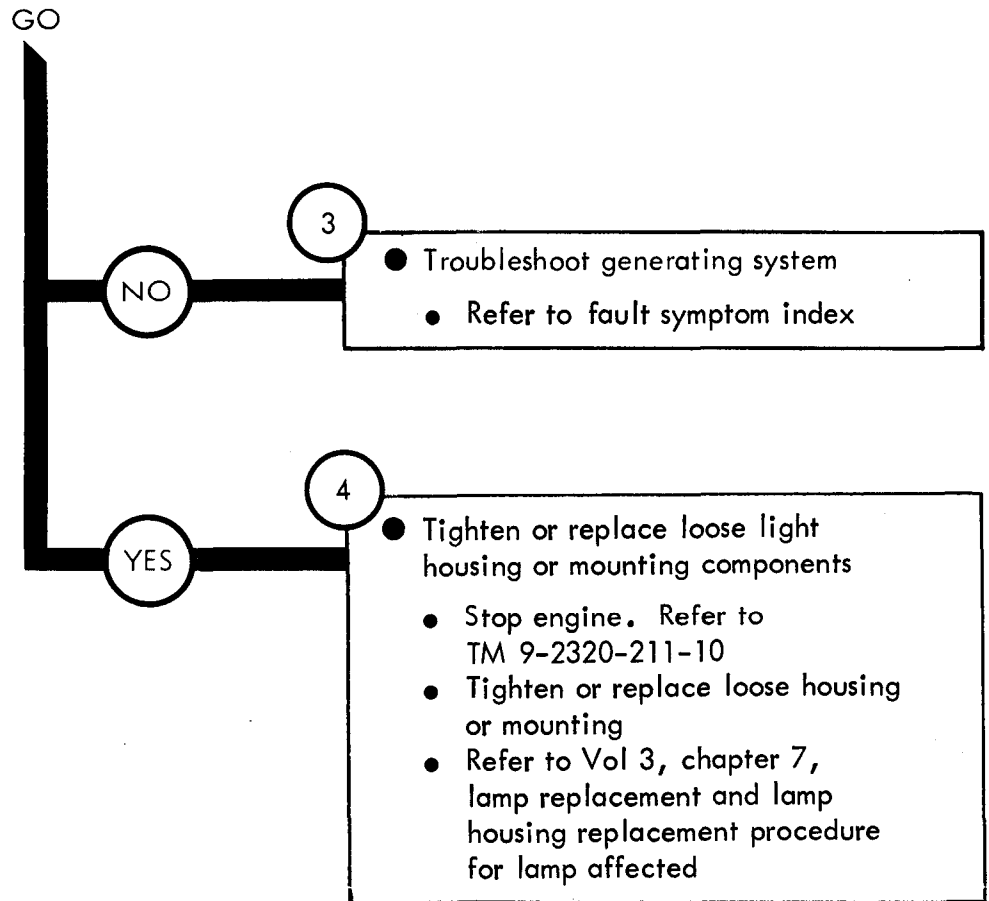 GO
NO
3
● Troubleshoot generating system
● Refer to fault symptom index
YES
4
● Tighten or replace loose light
housing or mounting components
● Stop engine. Refer to
TM 9-2320-211-10
● Tighten or replace loose housing
or mounting
● Refer to Vol 3, chapter 7,
lamp replacement and lamp
housing replacement procedure
for lamp affected